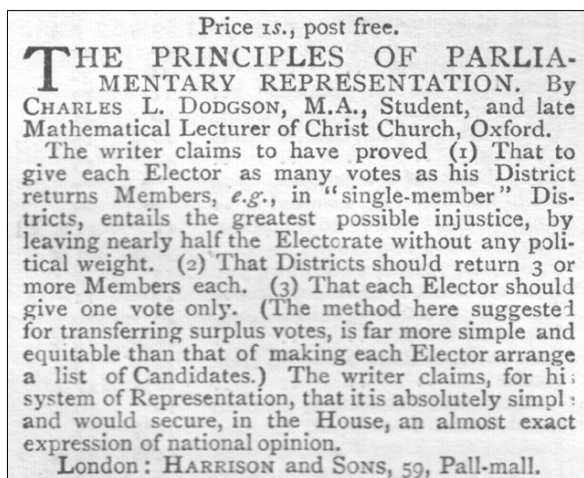 Price 1s., post free.
THE PRINCIPLES OF PARLIA-
MENTARY REPRESENTATION. By
CHARLES L. DODGSON, M.A., Student, and late
Mathematical Lecturer of Christ Church, Oxford.
The writer claims to have proved (1) That to
give each Elector as many votes as his District
returns Members, e.g., in "single-member" Dis-
tricts, entails the greatest possible injustice, by
leaving nearly half the Electorate without any poli-
tical weight. (2) That Districts should return 3 or
more Members each. (3) That each Elector should
give one vote only. (The method here suggested
for transferring surplus votes, is far more simple and
equitable than that of making each Elector arrange
a list of Candidates.) The writer claims, for his
system of Representation, that it is absolutely simple
and would secure, in the House, an almost exact
expression of national opinion.
London: HARRISON and SONS, 59, Pall-mall.